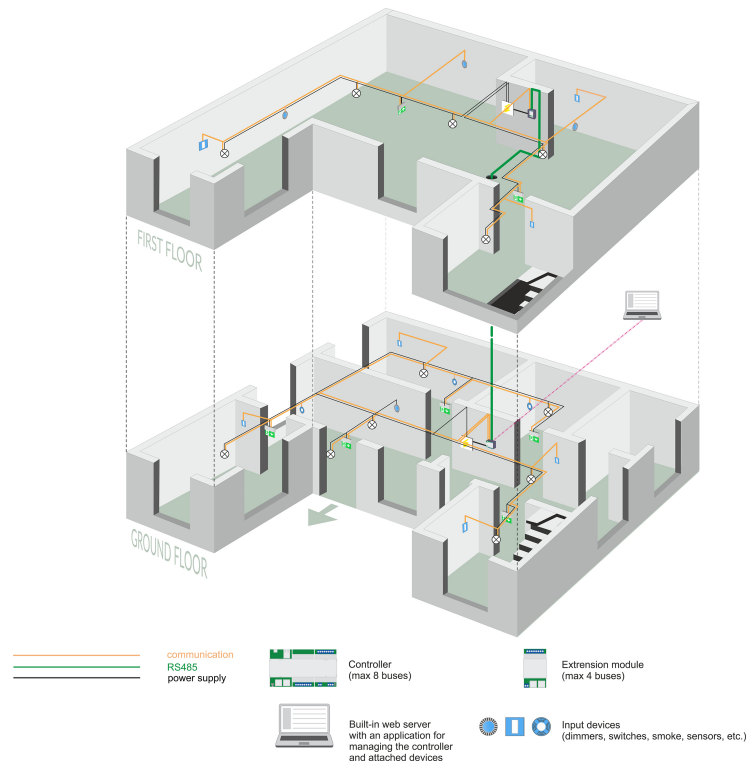 FIRST FLOOR
GROUND FLOOR
communication
RS485
power supply
Controller
(max 8 buses)
Extrension module
(max 4 buses)
Built-in web server
with an application for
managing the controller
and attached devices
Input devices
(dimmers, switches, smoke, sensors, etc.)